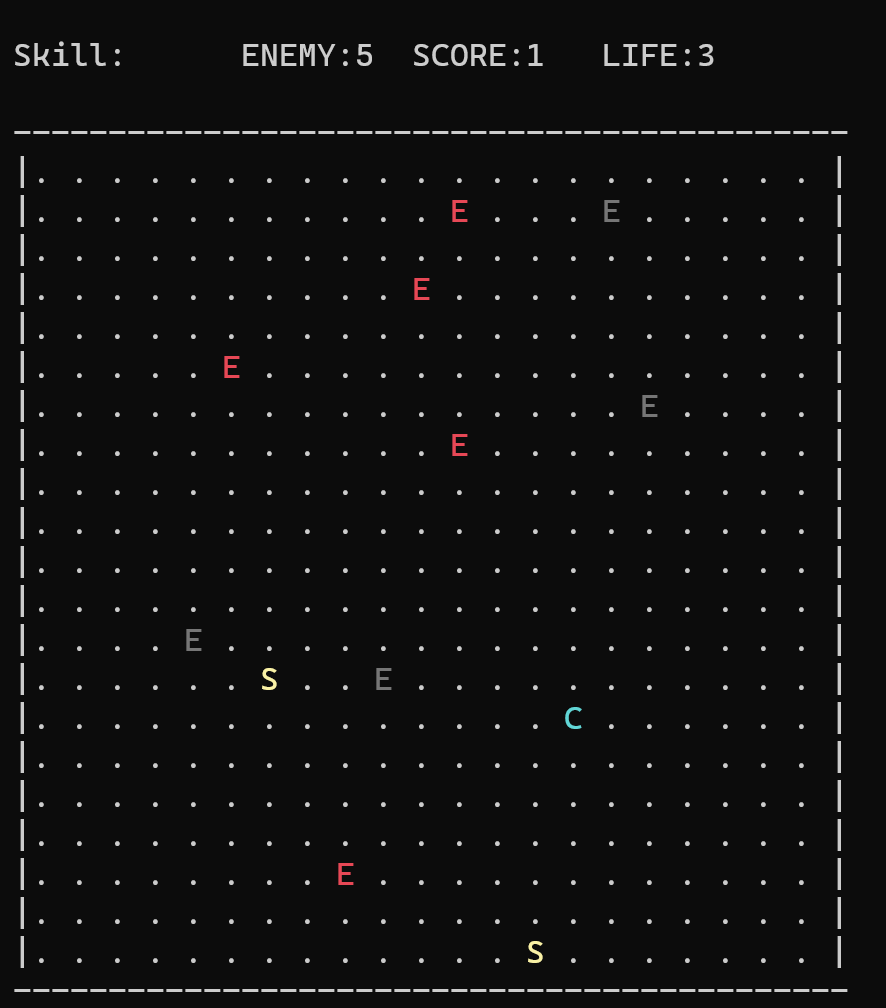 Skill:      ENEMY:5  SCORE:1   LIFE:3
--------------------------------------------
|. . . . . . . . . . . . . . . . . . . . . |
|. . . . . . . . . . . E . . . E . . . . . |
|. . . . . . . . . . . . . . . . . . . . . |
|. . . . . . . . . . E . . . . . . . . . . |
|. . . . . . . . . . . . . . . . . . . . . |
|. . . . . E . . . . . . . . . . . . . . . |
|. . . . . . . . . . . . . . . . E . . . . |
|. . . . . . . . . . . E . . . . . . . . . |
|. . . . . . . . . . . . . . . . . . . . . |
|. . . . . . . . . . . . . . . . . . . . . |
|. . . . . . . . . . . . . . . . . . . . . |
|. . . . . . . . . . . . . . . . . . . . . |
|. . . . E . . . . . . . . . . . . . . . . |
|. . . . . . S . . E . . . . . . . . . . . |
|. . . . . . . . . . . . . . C . . . . . . |
|. . . . . . . . . . . . . . . . . . . . . |
|. . . . . . . . . . . . . . . . . . . . . |
|. . . . . . . . . . . . . . . . . . . . . |
|. . . . . . . . E . . . . . . . . . . . . |
|. . . . . . . . . . . . . . . . . . . . . |
|. . . . . . . . . . . . . S . . . . . . . |
--------------------------------------------